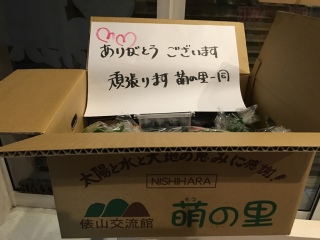 ありがとう ございます
頑張ります 萌の里一同
太陽と水と大地の恵みに感謝!
NISHIHARA
俵山交流館
萌の里